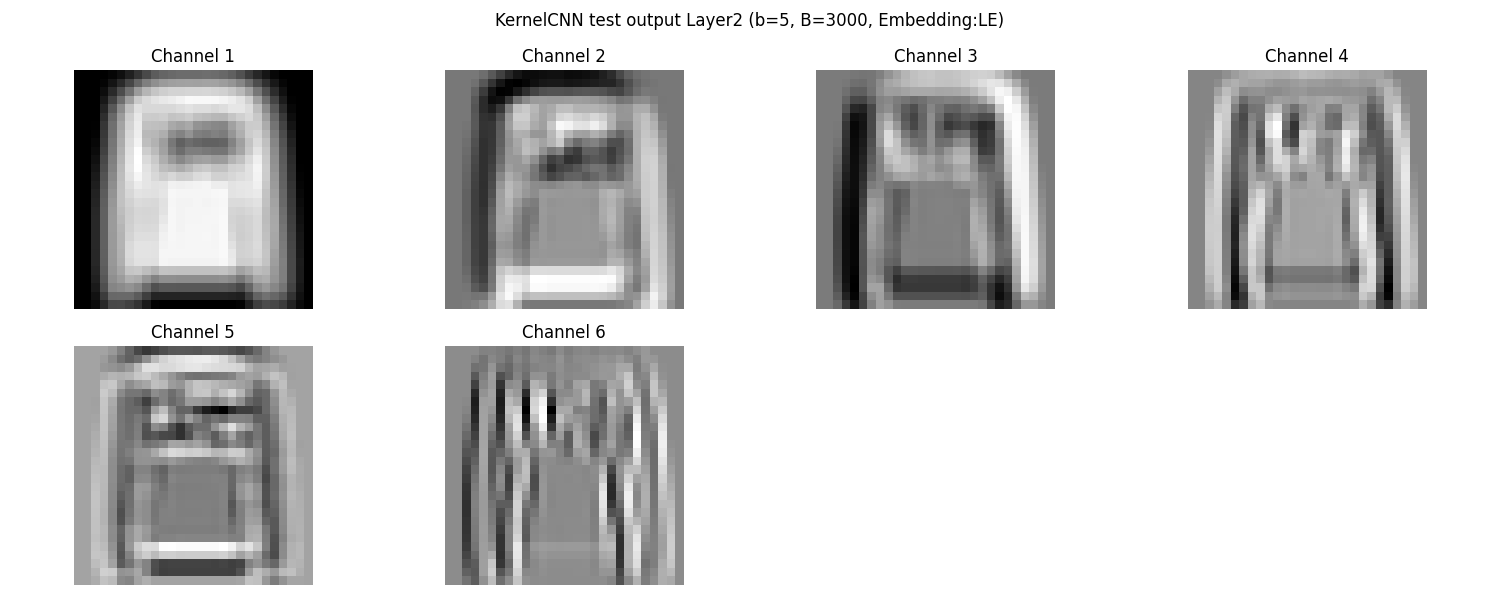 KernelCNN test output Layer2 (b=5, B=3000, Embedding:LE)
Channel 1
Channel 2
Channel 3
Channel 4
Channel 5
Channel 6